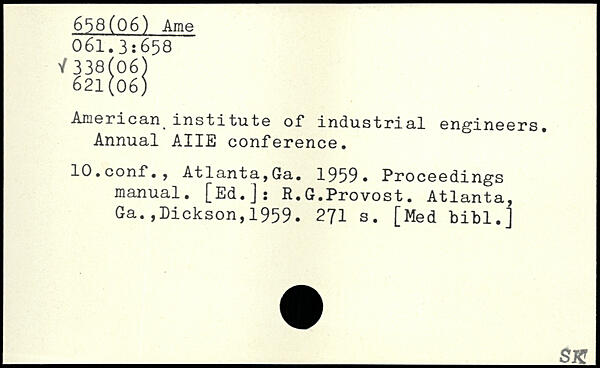 658(06) Ame
061.3:658
√ 338(06)
621(06)
American institute of industrial engineers.
Annual AIIE conference.
10.conf., Atlanta,Ga. 1959. Proceedings
manual. [Ed.]: R.G.Provost. Atlanta,
Ga.,Dickson,1959. 271 s. [Med bibl.]
SK